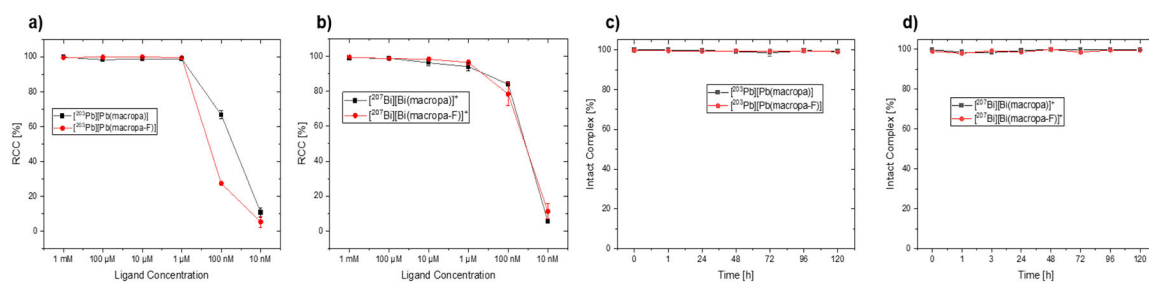 a)
RCC [%]
100
80
60
40
20
0
[²⁰³Pb][Pb(macropa)]
[²⁰³Pb][Pb(macropa-F)]
1 mM 100 µM 10 µM 1 µM 100 nM 10 nM
Ligand Concentration
b)
RCC [%]
100
80
60
40
20
0
[²⁰⁷Bi][Bi(macropa)]⁺
[²⁰⁷Bi][Bi(macropa-F)]⁺
1 mM 100 µM 10 µM 1 µM 100 nM 10 nM
Ligand Concentration
c)
Intact Complex [%]
100
80
60
40
20
0
[²⁰³Pb][Pb(macropa)]
[²⁰³Pb][Pb(macropa-F)]
0 1 24 48 72 96 120
Time [h]
d)
Intact Complex [%]
100
80
60
40
20
0
[²⁰⁷Bi][Bi(macropa)]⁺
[²⁰⁷Bi][Bi(macropa-F)]⁺
0 1 3 24 48 72 96 120
Time [h]